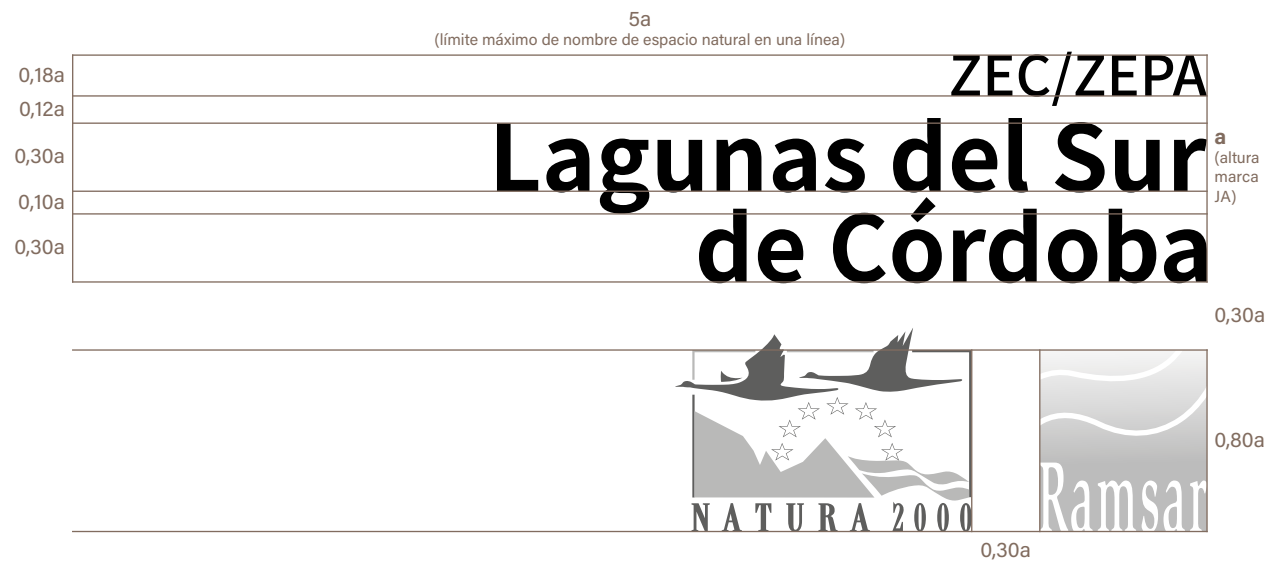 5a
(límite máximo de nombre de espacio natural en una línea)
0,18a
ZEC/ZEPA
0,12a
a
(altura
marca
JA)
0,30a
Lagunas del Sur
0,10a
0,30a
de Córdoba
0,30a
0,80a
NATURA 2000
Ramsar
0,30a